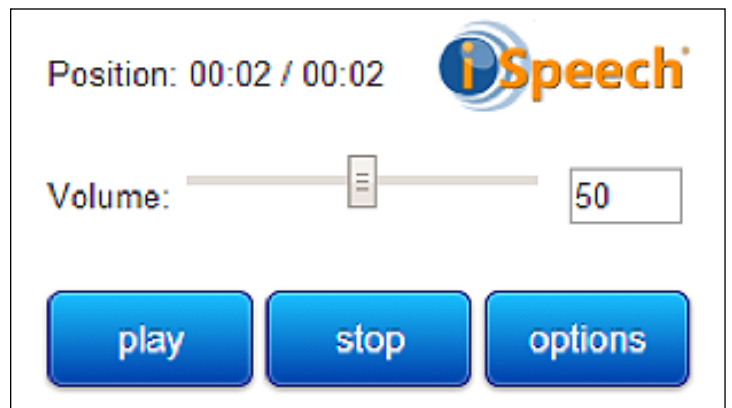 Position: 00:02 / 00:02
iSpeech
Volume:
50
play
stop
options